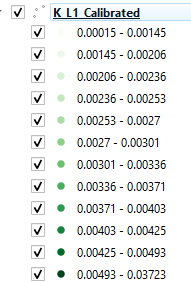 K_L1_Calibrated
0.00015 - 0.00145
0.00145 - 0.00206
0.00206 - 0.00236
0.00236 - 0.00253
0.00253 - 0.0027
0.0027 - 0.00301
0.00301 - 0.00336
0.00336 - 0.00371
0.00371 - 0.00403
0.00403 - 0.00425
0.00425 - 0.00493
0.00493 - 0.03723